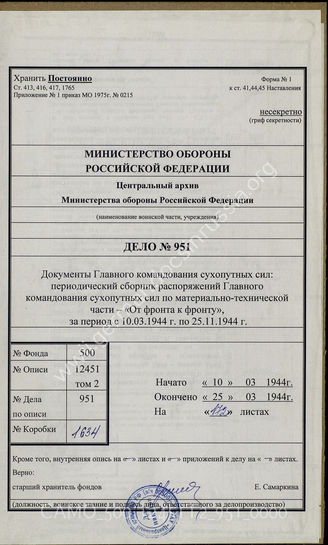 Хранить Постоянно
Форма № 1
Ст. 413, 416, 417, 1765
к ст. 41,44,45 Наставления
Приложение № 1 приказ МО 1975г. № 0215
несекретно
(гриф секретности)
МИНИСТЕРСТВО ОБОРОНЫ
РОССИЙСКОЙ ФЕДЕРАЦИИ
Центральный архив
Министерства обороны Российской Федерации
(наименование воинской части, учреждения)
ДЕЛО № 951
Документы Главного командования сухопутных сил:
периодический сборник распоряжений Главного
командования сухопутных сил по материально-технической
части – «От фронта к фронту»,
за период с 10.03.1944 г. по 25.11.1944 г.
№ Фонда 500
№ Описи 12451
том 2
№ Дела 951
по описи
№ Коробки 1634
Начато « 10 » 03 1944г.
Окончено « 25 » 03 1944г.
На листах
Кроме того, внутренняя опись на «–» листах и «–» приложений к делу на « –» листах.
Верно:
старший хранитель фондов Е. Самаркина
(должность, воинское звание и подпись лица, ответственного за делопроизводство)